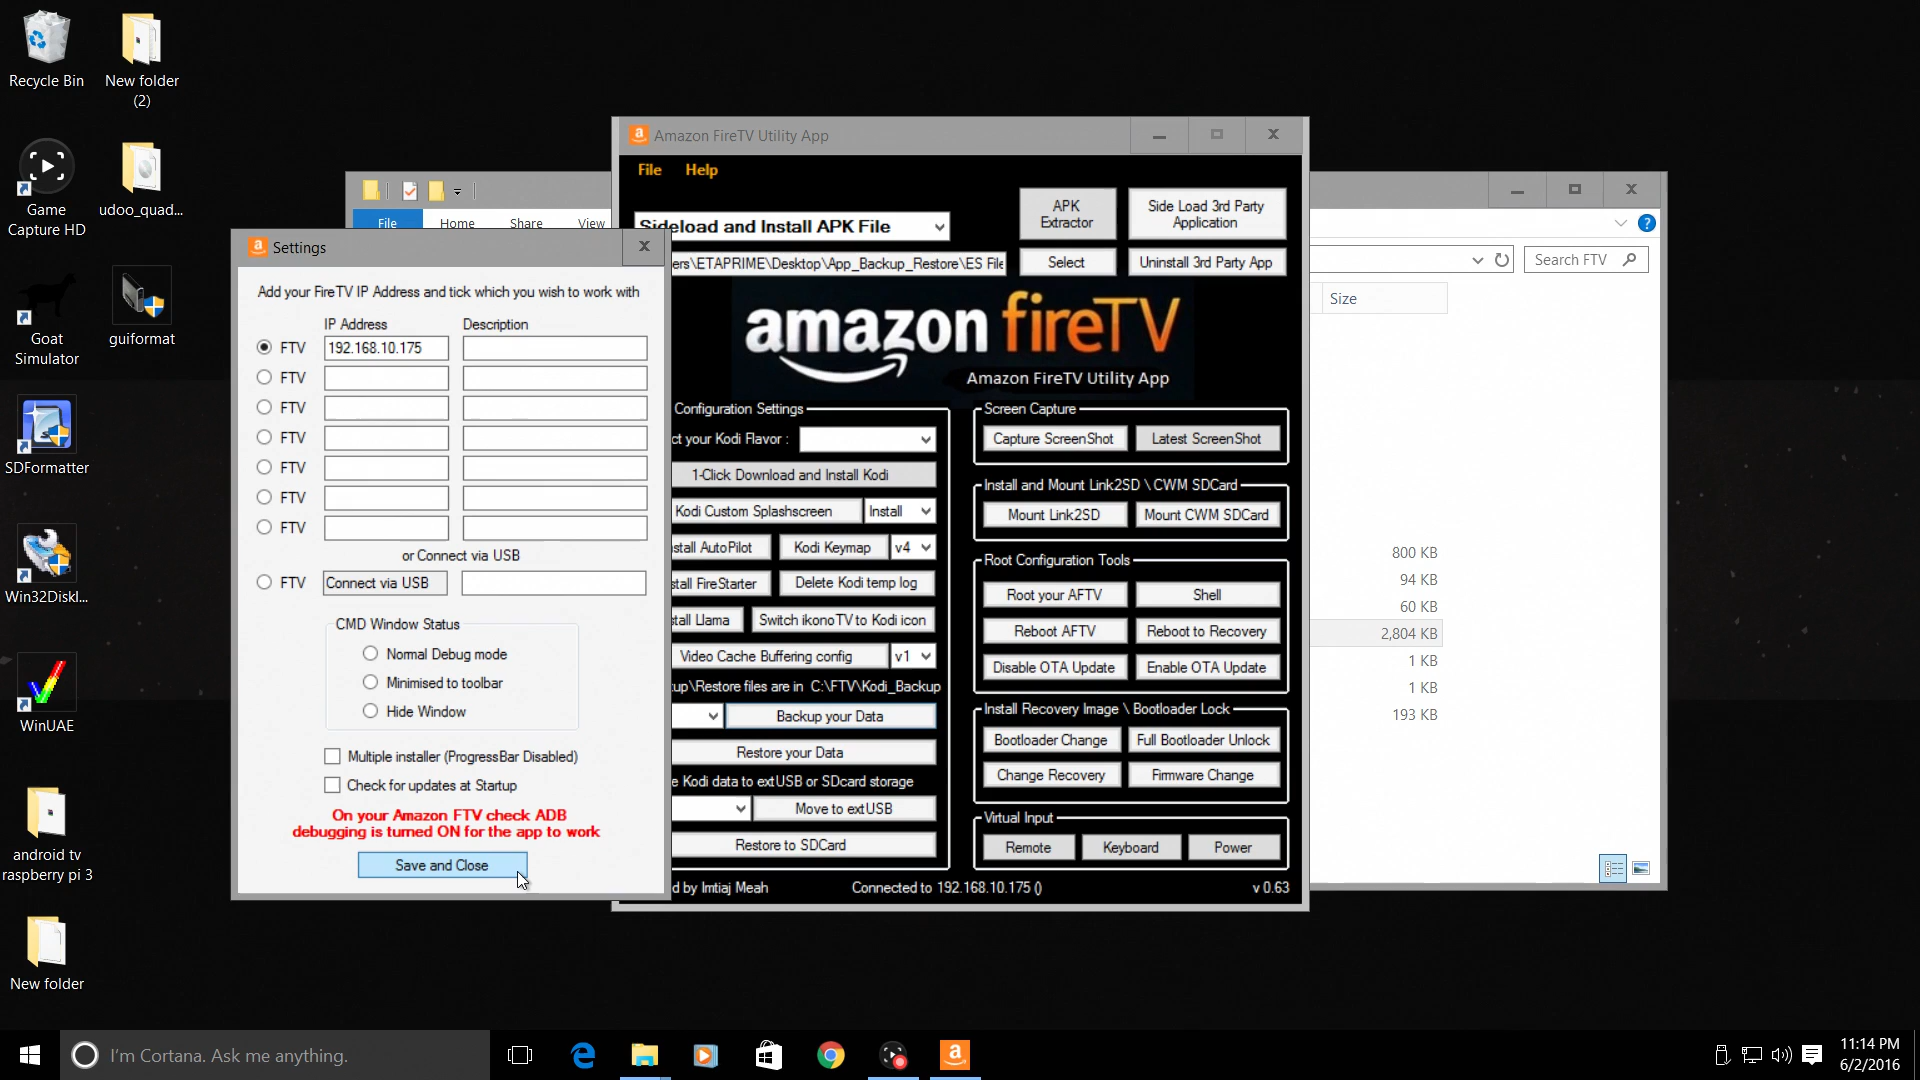 Recycle Bin
New folder
(2)
Game
Capture HD
udoo_quad...
Goat
Simulator
guiformat
SDFormatter
Win32DiskI...
WinUAE
android tv
raspberry pi 3
New folder
File
Home
Share
View
Search FTV
Size
800 KB
94 KB
60 KB
2,804 KB
1 KB
1 KB
193 KB
Amazon FireTV Utility App
File
Help
Sideload and Install APK File
APK
Extractor
Side Load 3rd Party
Application
ers\ETAPRIME\Desktop\App_Backup_Restore\ES File
Select
Uninstall 3rd Party App
amazon fireTV
Amazon FireTV Utility App
Configuration Settings
ct your Kodi Flavor :
1-Click Download and Install Kodi
Kodi Custom Splashscreen
Install
stall AutoPilot
Kodi Keymap
v4
stall FireStarter
Delete Kodi temp log
stall Llama
Switch ikonoTV to Kodi icon
Video Cache Buffering config
v1
up\Restore files are in C:\FTV\Kodi_Backup
Backup your Data
Restore your Data
e Kodi data to extUSB or SDcard storage
Move to extUSB
Restore to SDCard
d by Imtiaj Meah
Connected to 192.168.10.175 ()
v 0.63
Screen Capture
Capture ScreenShot
Latest ScreenShot
Install and Mount Link2SD \ CWM SDCard
Mount Link2SD
Mount CWM SDCard
Root Configuration Tools
Root your AFTV
Shell
Reboot AFTV
Reboot to Recovery
Disable OTA Update
Enable OTA Update
Install Recovery Image \ Bootloader Lock
Bootloader Change
Full Bootloader Unlock
Change Recovery
Firmware Change
Virtual Input
Remote
Keyboard
Power
Settings
Add your FireTV IP Address and tick which you wish to work with
IP Address
Description
FTV
192.168.10.175
FTV
FTV
FTV
FTV
FTV
FTV
or Connect via USB
FTV
Connect via USB
CMD Window Status
Normal Debug mode
Minimised to toolbar
Hide Window
Multiple installer (ProgressBar Disabled)
Check for updates at Startup
On your Amazon FTV check ADB
debugging is turned ON for the app to work
Save and Close
I'm Cortana. Ask me anything.
11:14 PM
6/2/2016